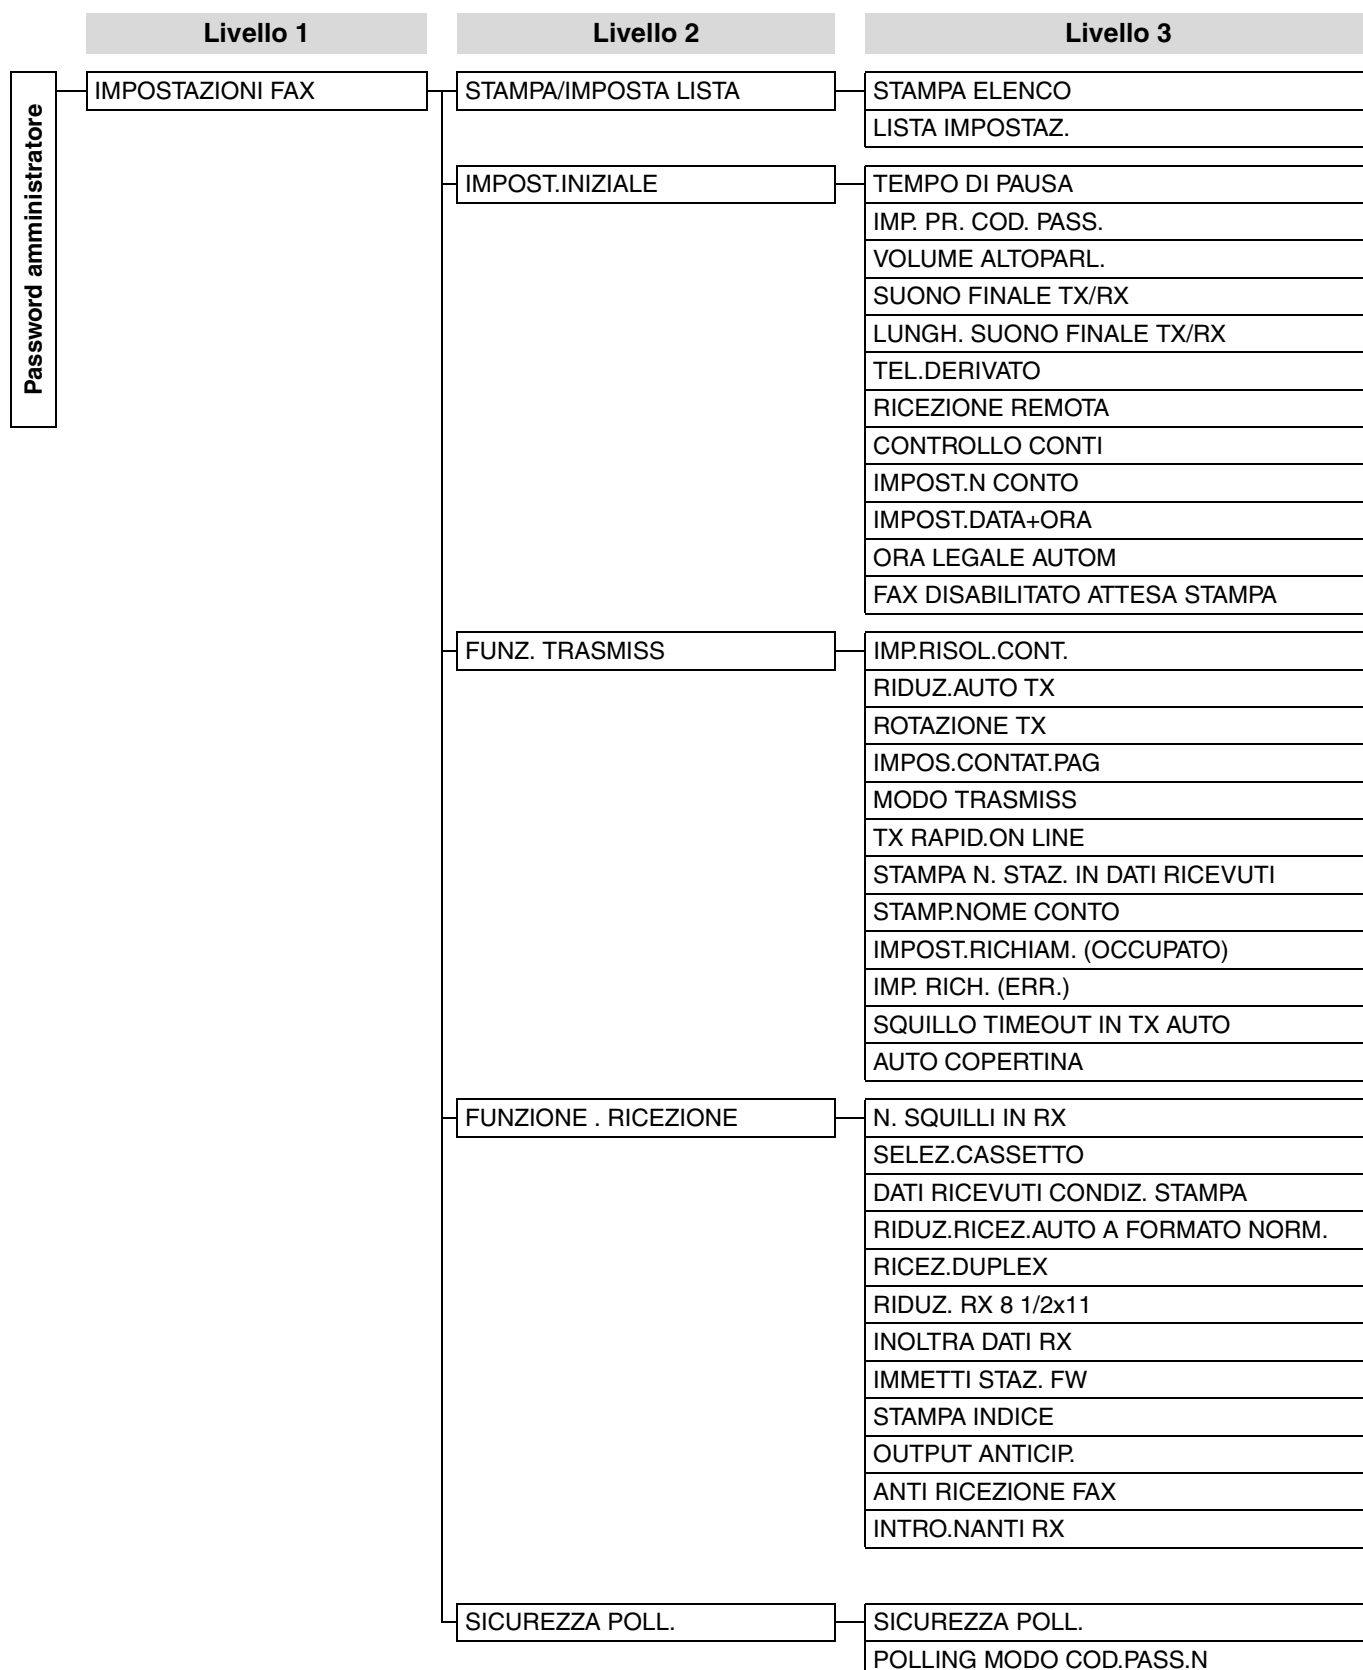 Livello 1 Livello 2 Livello 3
Password amministratore
IMPOSTAZIONI FAX STAMPA/IMPOSTA LISTA STAMPA ELENCO
LISTA IMPOSTAZ.
IMPOST.INIZIALE TEMPO DI PAUSA
IMP. PR. COD. PASS.
VOLUME ALTOPARL.
SUONO FINALE TX/RX
LUNGH. SUONO FINALE TX/RX
TEL.DERIVATO
RICEZIONE REMOTA
CONTROLLO CONTI
IMPOST.N CONTO
IMPOST.DATA+ORA
ORA LEGALE AUTOM
FAX DISABILITATO ATTESA STAMPA
FUNZ. TRASMISS IMP.RISOL.CONT.
RIDUZ.AUTO TX
ROTAZIONE TX
IMPOS.CONTAT.PAG
MODO TRASMISS
TX RAPID.ON LINE
STAMPA N. STAZ. IN DATI RICEVUTI
STAMP.NOME CONTO
IMPOST.RICHIAM. (OCCUPATO)
IMP. RICH. (ERR.)
SQUILLO TIMEOUT IN TX AUTO
AUTO COPERTINA
FUNZIONE . RICEZIONE N. SQUILLI IN RX
SELEZ.CASSETTO
DATI RICEVUTI CONDIZ. STAMPA
RIDUZ.RICEZ.AUTO A FORMATO NORM.
RICEZ.DUPLEX
RIDUZ. RX 8 1/2x11
INOLTRA DATI RX
IMMETTI STAZ. FW
STAMPA INDICE
OUTPUT ANTICIP.
ANTI RICEZIONE FAX
INTRO.NANTI RX
SICUREZZA POLL. SICUREZZA POLL.
POLLING MODO COD.PASS.N